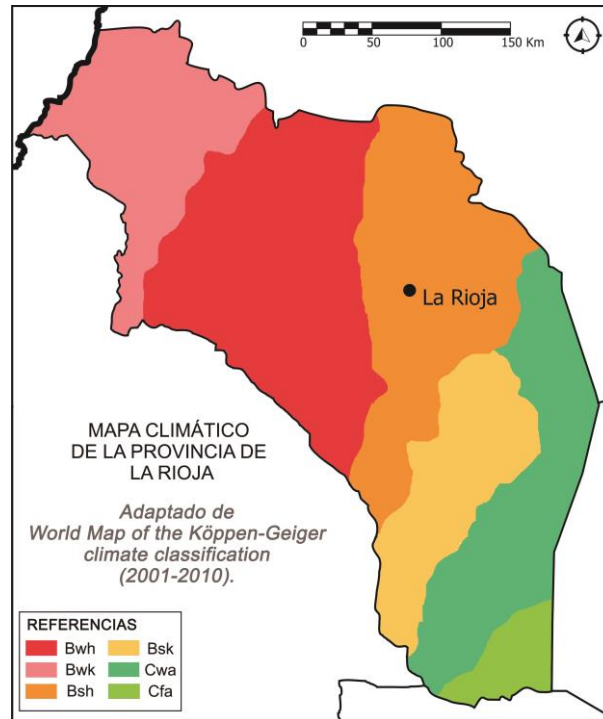 0 50 100 150 Km
La Rioja
MAPA CLIMÁTICO
DE LA PROVINCIA DE
LA RIOJA
Adaptado de
World Map of the Köppen-Geiger
climate classification
(2001-2010).
REFERENCIAS
Bwh Bsk
Bwk Cwa
Bsh Cfa